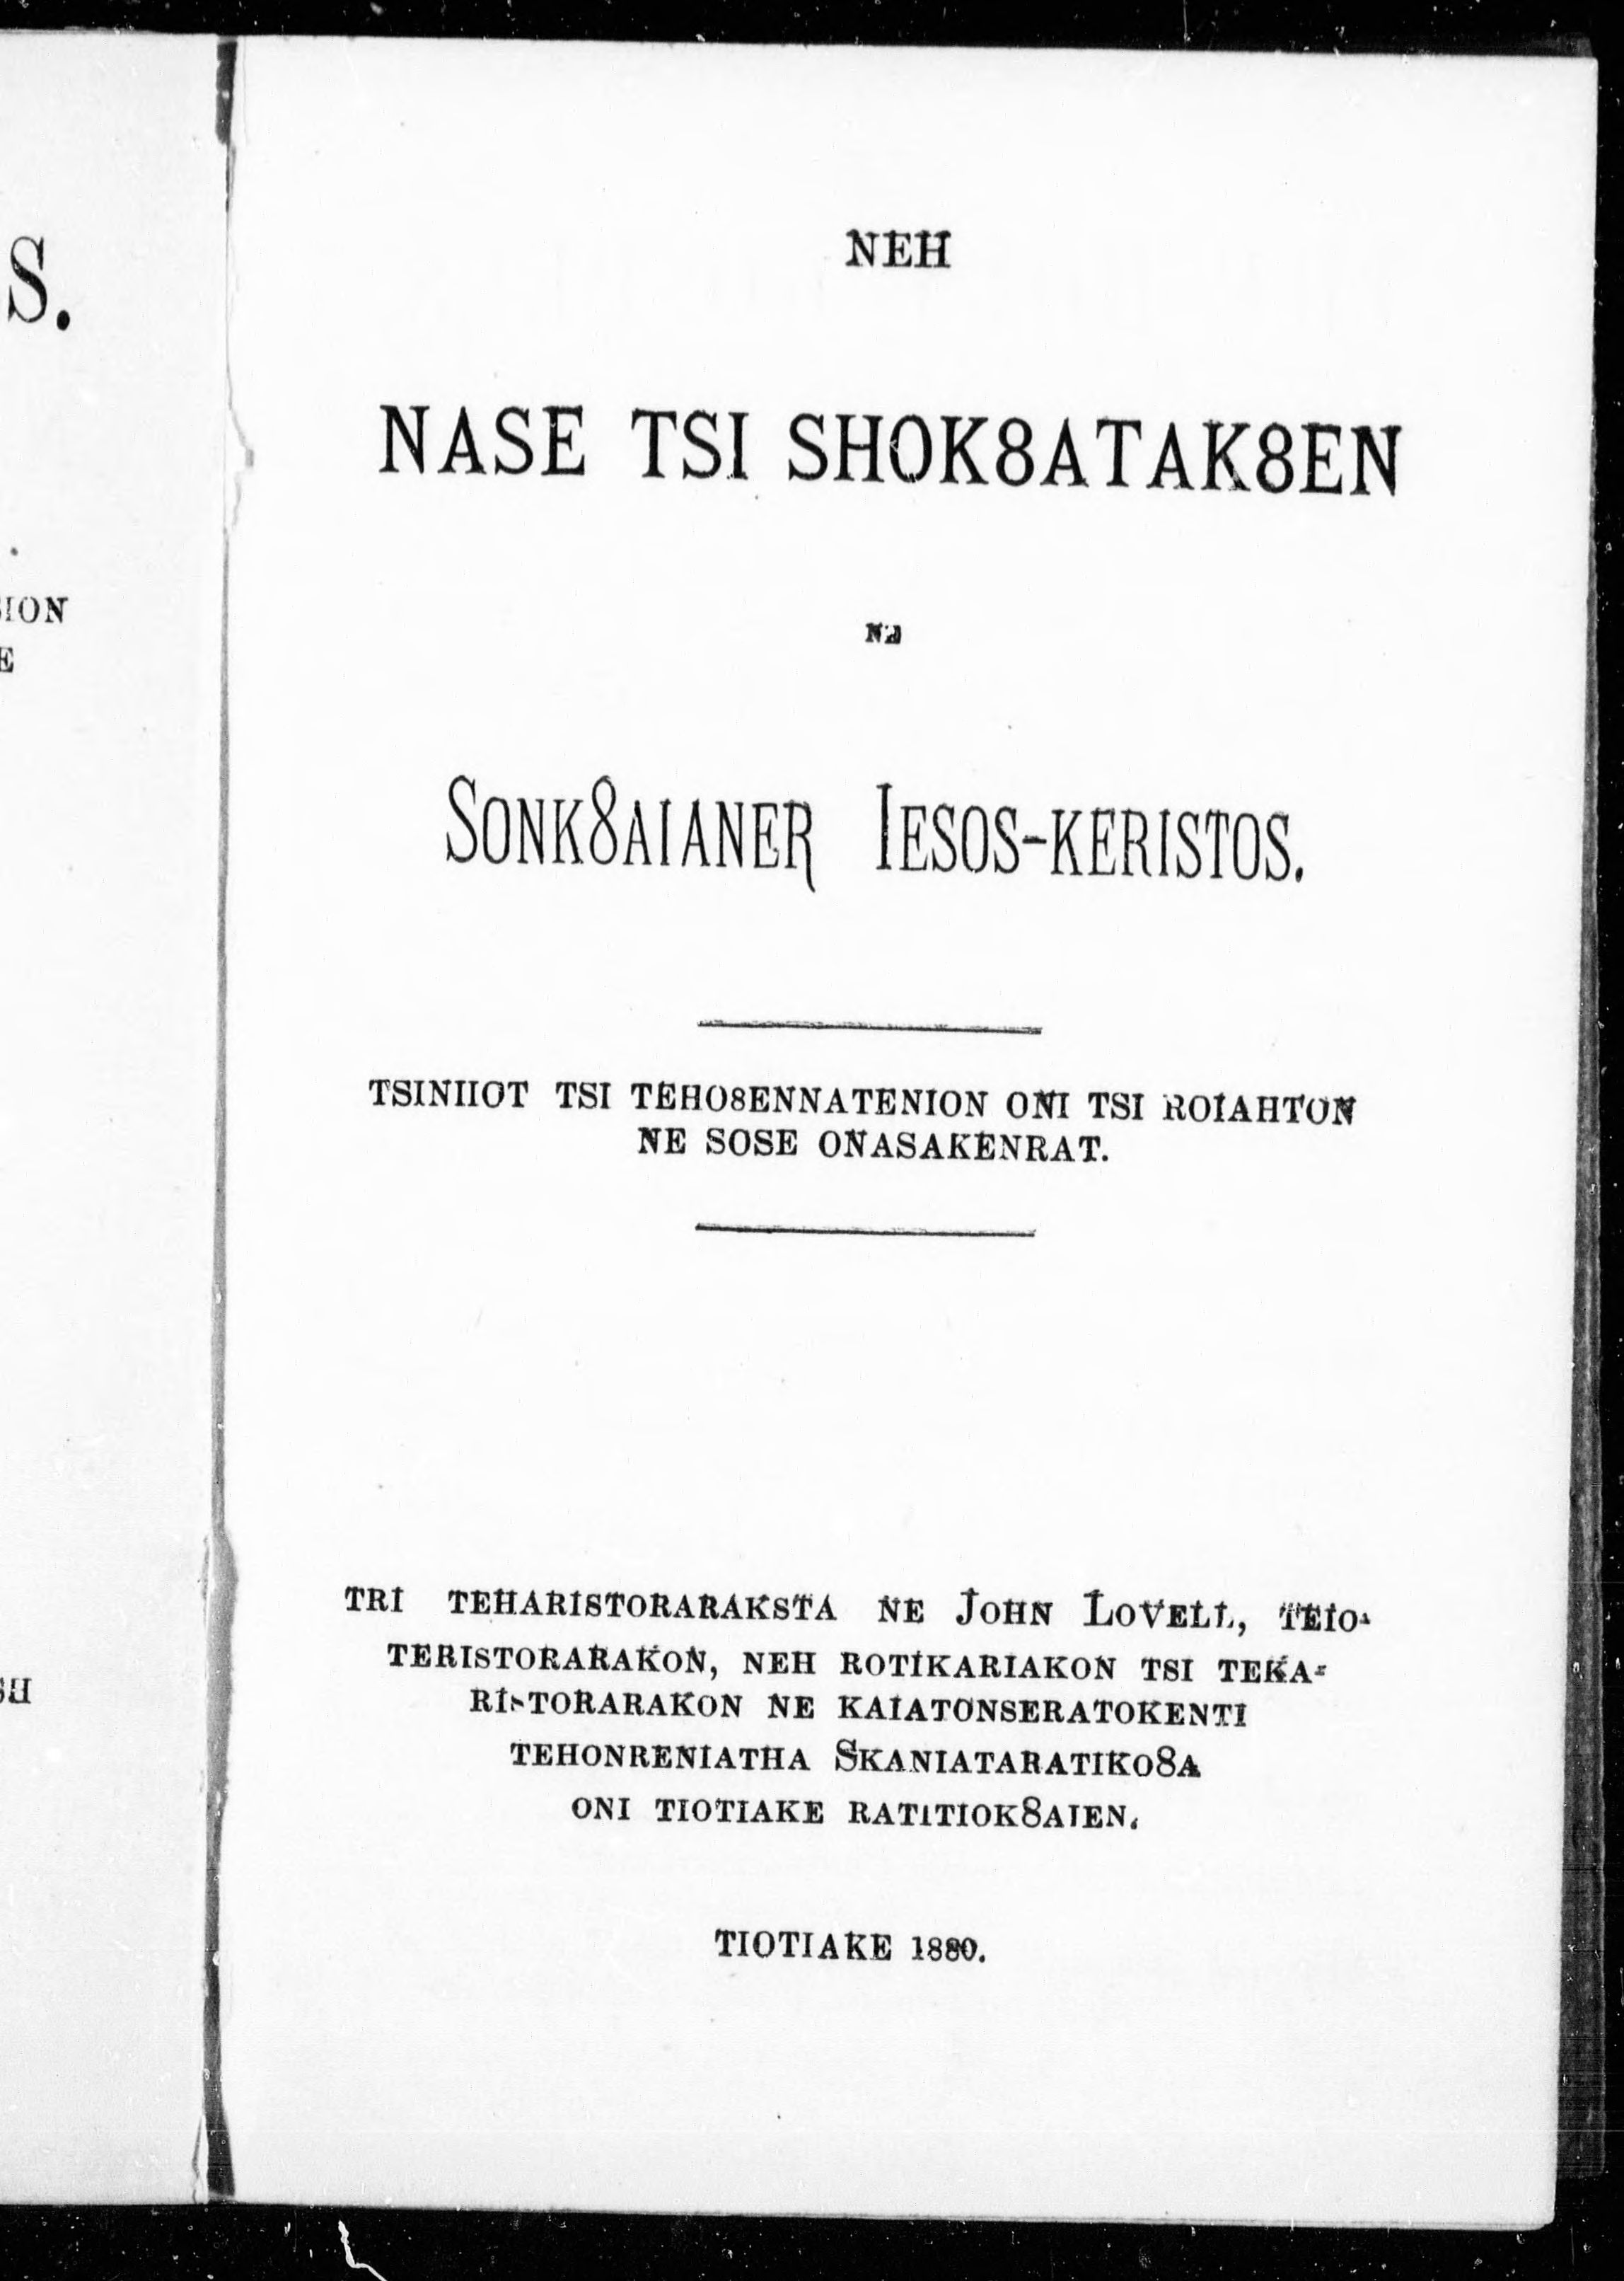 NEH
NASE TSI SHOK8ATAK8EN
NE
SONK8AIANER IESOS-KERISTOS.
TSINIIOT TSI TEHO8ENNATENION ONI TSI ROIAHTON
NE SOSE ONASAKENRAT.
TRI TEHARISTORARAKSTA NE JOHN LOVELL, TEIO-
TERISTORARAKON, NEH ROTIKARIAKON TSI TEKA-
RISTORARAKON NE KAIATONSERATOKENTI
TEHONRENIATHA SKANIATARATIKO8A
ONI TIOTIAKE RATITIOK8AIEN.
TIOTIAKE 1880.